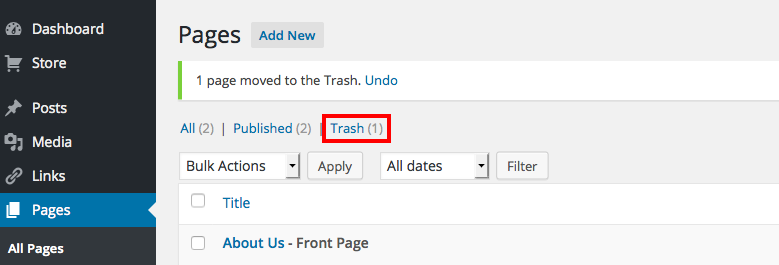 Dashboard
Store
Posts
Media
Links
Pages
All Pages
Pages Add New
1 page moved to the Trash. Undo
All (2) | Published (2) | Trash (1)
Bulk Actions Apply All dates Filter
Title
About Us - Front Page